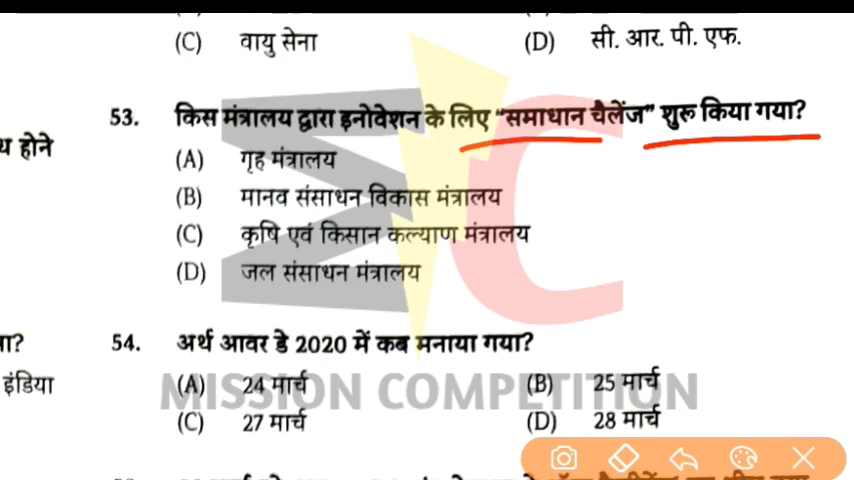 (C) वायु सेना (D) सी. आर. पी. एफ.
53. किस मंत्रालय द्वारा इनोवेशन के लिए "समाधान चैलेंज" शुरू किया गया?
थ होने
(A) गृह मंत्रालय
(B) मानव संसाधन विकास मंत्रालय
(C) कृषि एवं किसान कल्याण मंत्रालय
(D) जल संसाधन मंत्रालय
ना?
54. अर्थ आवर डे 2020 में कब मनाया गया?
इंडिया
(A) 24 मार्च (B) 25 मार्च
MISSION COMPETITION
(C) 27 मार्च (D) 28 मार्च